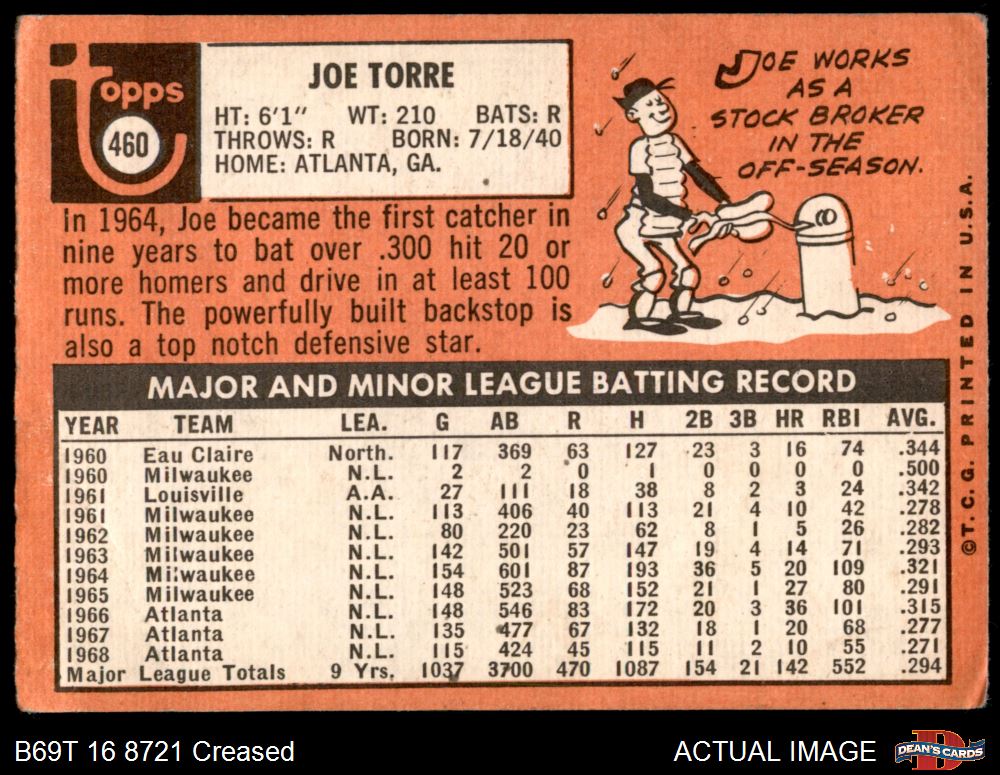 topps
460
JOE TORRE
HT: 6'1" WT: 210 BATS: R
THROWS: R BORN: 7/18/40
HOME: ATLANTA, GA.
JOE WORKS
AS A
STOCK BROKER
IN THE
OFF-SEASON.
In 1964, Joe became the first catcher in
nine years to bat over .300 hit 20 or
more homers and drive in at least 100
runs. The powerfully built backstop is
also a top notch defensive star.
MAJOR AND MINOR LEAGUE BATTING RECORD
YEAR TEAM LEA. G AB R H 2B 3B HR RBI AVG.
1960 Eau Claire North. 117 369 63 127 23 3 16 74 .344
1960 Milwaukee N.L. 2 2 0 1 0 0 0 0 .500
1961 Louisville A.A. 27 111 18 38 8 2 3 24 .342
1961 Milwaukee N.L. 113 406 40 113 21 4 10 42 .278
1962 Milwaukee N.L. 80 220 23 62 8 1 5 26 .282
1963 Milwaukee N.L. 142 501 57 147 19 4 14 71 .293
1964 Milwaukee N.L. 154 601 87 193 36 5 20 109 .321
1965 Milwaukee N.L. 148 523 68 152 21 1 27 80 .291
1966 Atlanta N.L. 148 546 83 172 20 3 36 101 .315
1967 Atlanta N.L. 135 477 67 132 18 1 20 68 .277
1968 Atlanta N.L. 115 424 45 115 11 2 10 55 .271
Major League Totals 9 Yrs. 1037 3700 470 1087 154 21 142 552 .294
©T.C.G. PRINTED IN U.S.A.
B69T 16 8721 Creased
ACTUAL IMAGE
DEAN'S CARDS